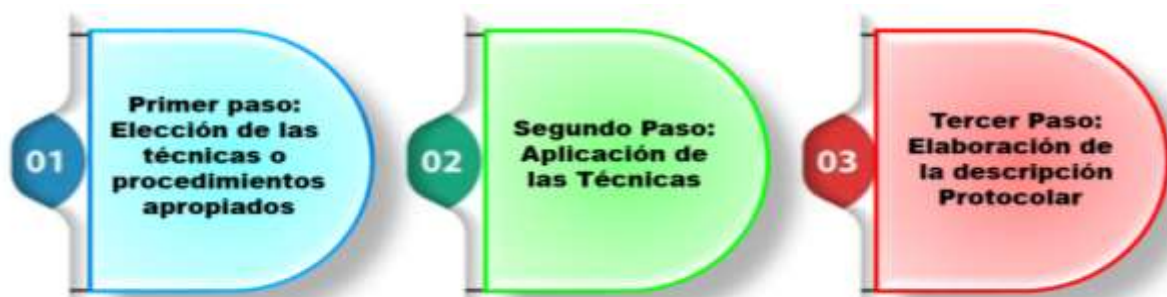 01
Primer paso:
Elección de las
técnicas o
procedimientos
apropiados
02
Segundo Paso:
Aplicación de
las Técnicas
03
Tercer Paso:
Elaboración de
la descripción
Protocolar